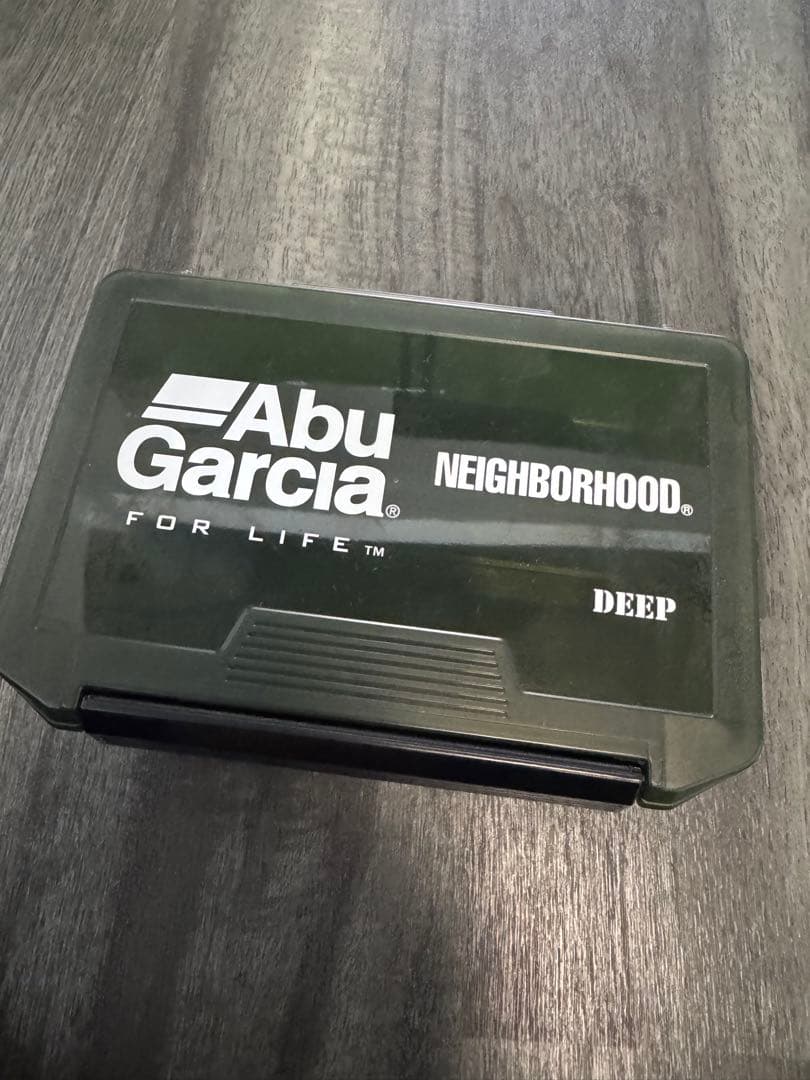 Abu
Garcia®
FOR LIFE™
NEIGHBORHOOD®
DEEP